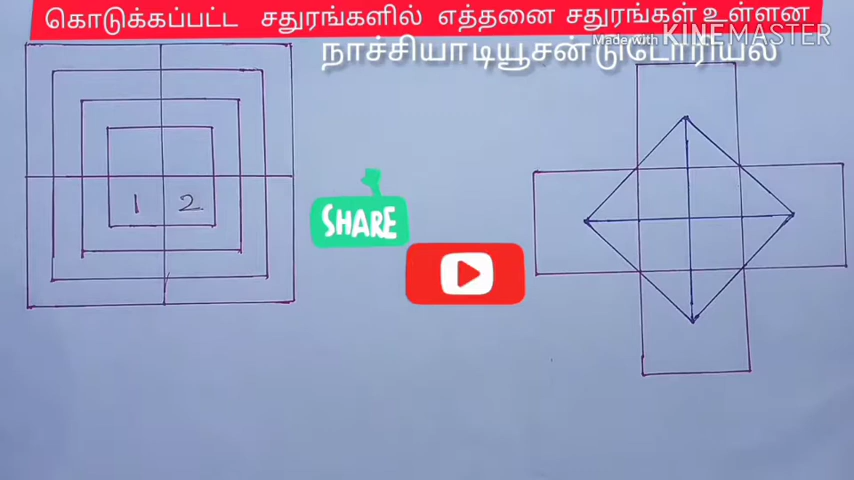 கொடுக்கப்பட்ட சதுரங்களில் எத்தனை சதுரங்கள் உள்ளன
Made with KINEMASTER
நாச்சியா டியூசன் டுடோரியல்
1 2
SHARE